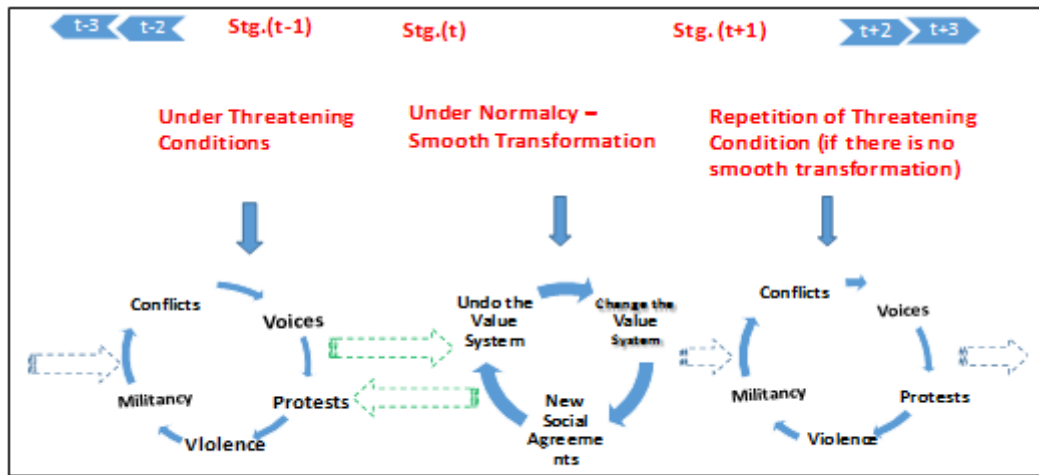 t-3 t-2 Stg.(t-1) Stg.(t) Stg. (t+1) t+2 t+3
Under Threatening
Conditions
Under Normalcy –
Smooth Transformation
Repetition of Threatening
Condition (if there is no
smooth transformation)
Conflicts
Voices
Protests
Violence
Militancy
Undo the
Value
System
Change the
Value
System
New
Social
Agreeme
nts
Conflicts
Voices
Protests
Violence
Militancy